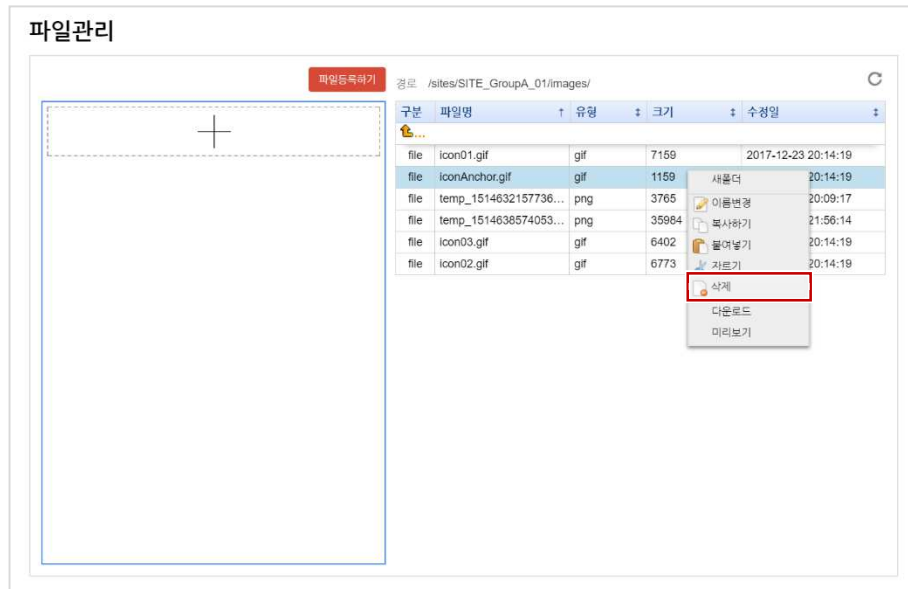 파일관리
파일등록하기
경로 /sites/SITE_GroupA_01/images/
구분 파일명 ↑ 유형 ↕ 크기 ↕ 수정일 ↕
...
file icon01.gif gif 7159 2017-12-23 20:14:19
file iconAnchor.gif gif 1159 20:14:19
file temp_1514632157736... png 3765 20:09:17
file temp_1514638574053... png 35984 21:56:14
file icon03.gif gif 6402 20:14:19
file icon02.gif gif 6773 20:14:19
새폴더
이름변경
복사하기
붙여넣기
자르기
삭제
다운로드
미리보기